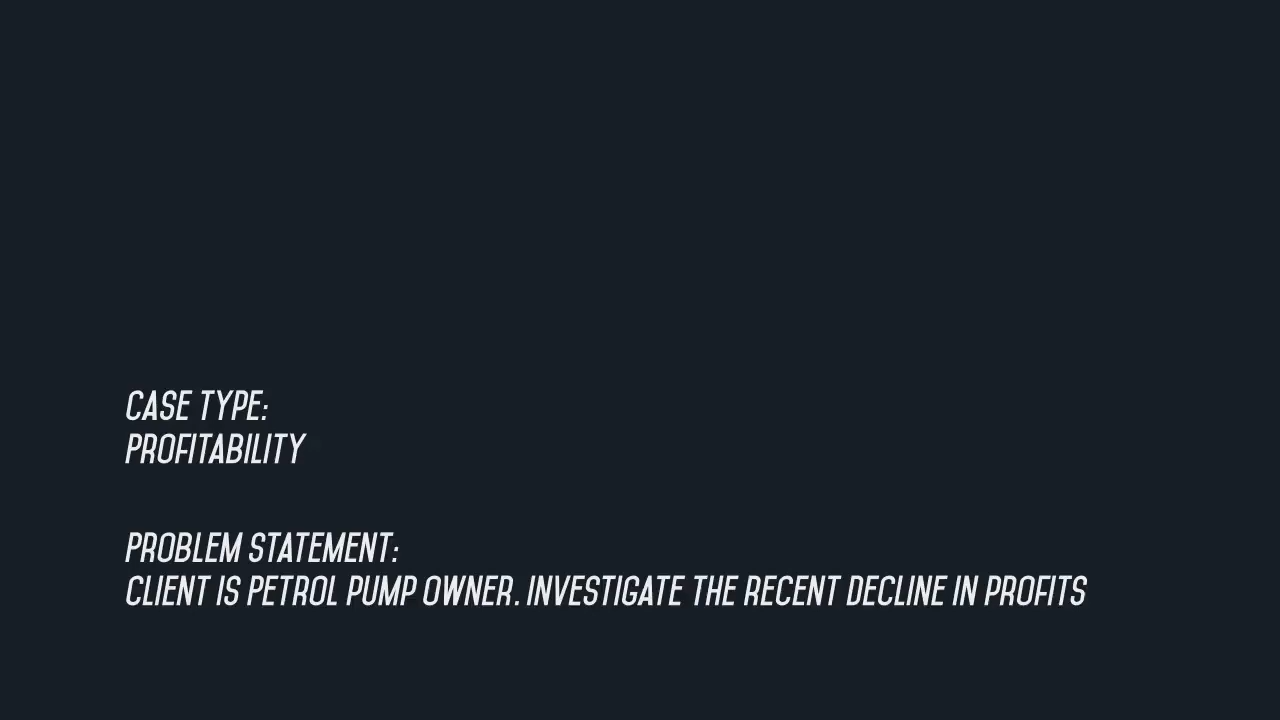 CASE TYPE:
PROFITABILITY
PROBLEM STATEMENT:
CLIENT IS PETROL PUMP OWNER. INVESTIGATE THE RECENT DECLINE IN PROFITS